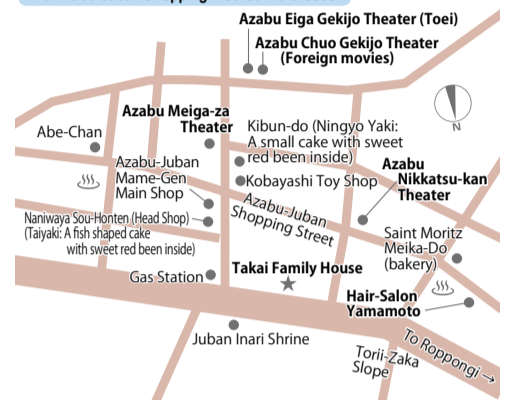 Azabu Eiga Gekijo Theater (Toei)
Azabu Chuo Gekijo Theater
(Foreign movies)
Azabu Meiga-za
Theater
Abe-Chan
Kibun-do (Ningyo Yaki:
A small cake with sweet
red been inside)
Azabu-Juban
Mame-Gen
Main Shop
Kobayashi Toy Shop
Azabu
Nikkatsu-kan
Theater
Naniwaya Sou-Honten (Head Shop)
(Taiyaki: A fish shaped cake
with sweet red been inside)
Azabu-Juban
Shopping Street
Saint Moritz
Meika-Do
(bakery)
Gas Station
Takai Family House
Hair-Salon
Yamamoto
Juban Inari Shrine
Torii-Zaka
Slope
To Roppongi →
N